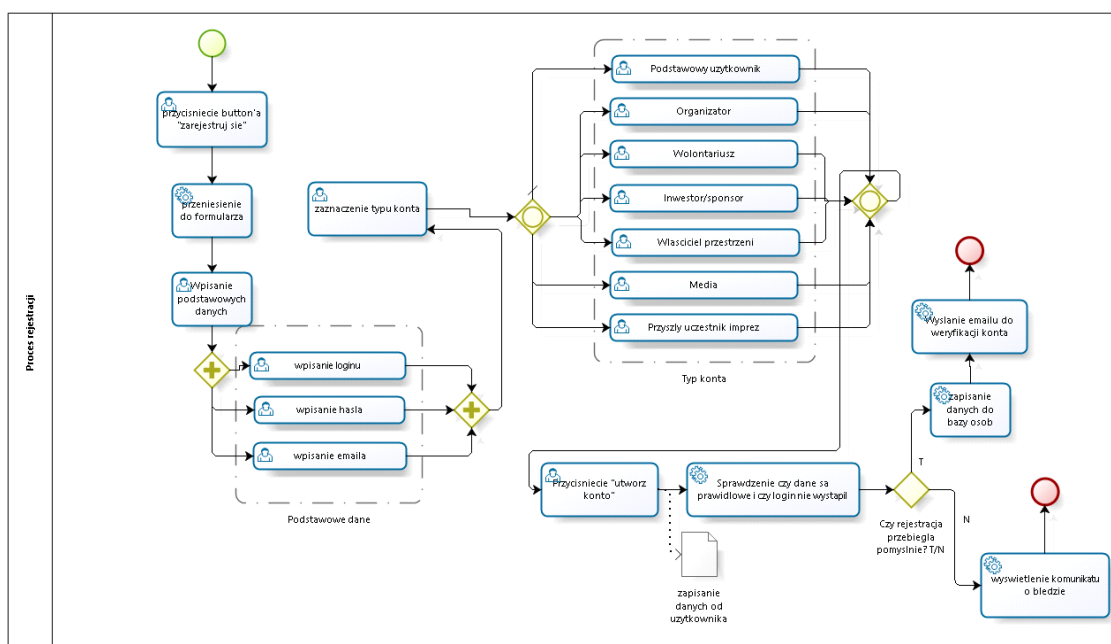 Proces rejestracji
przycisniecie button'a
"zarejestruj sie"
przeniesienie
do formularza
Wpisanie
podstawowych
danych
wpisanie loginu
wpisanie hasla
wpisanie emaila
Podstawowe dane
zaznaczenie typu konta
Podstawowy uzytkownik
Organizator
Wolontariusz
Inwestor/sponsor
Wlasciciel przestrzeni
Media
Przyszly uczestnik imprez
Typ konta
Przycisniecie "utworz
konto"
zapisanie
danych od
uzytkownika
Sprawdzenie czy dane sa
prawidlowe i czy login nie wystapil
Czy rejestracja
przebiegla
pomyslnie? T/N
T
N
zapisanie
danych do
bazy osob
Wyslanie emailu do
weryfikacji konta
wyswietlenie komunikatu
o bledzie